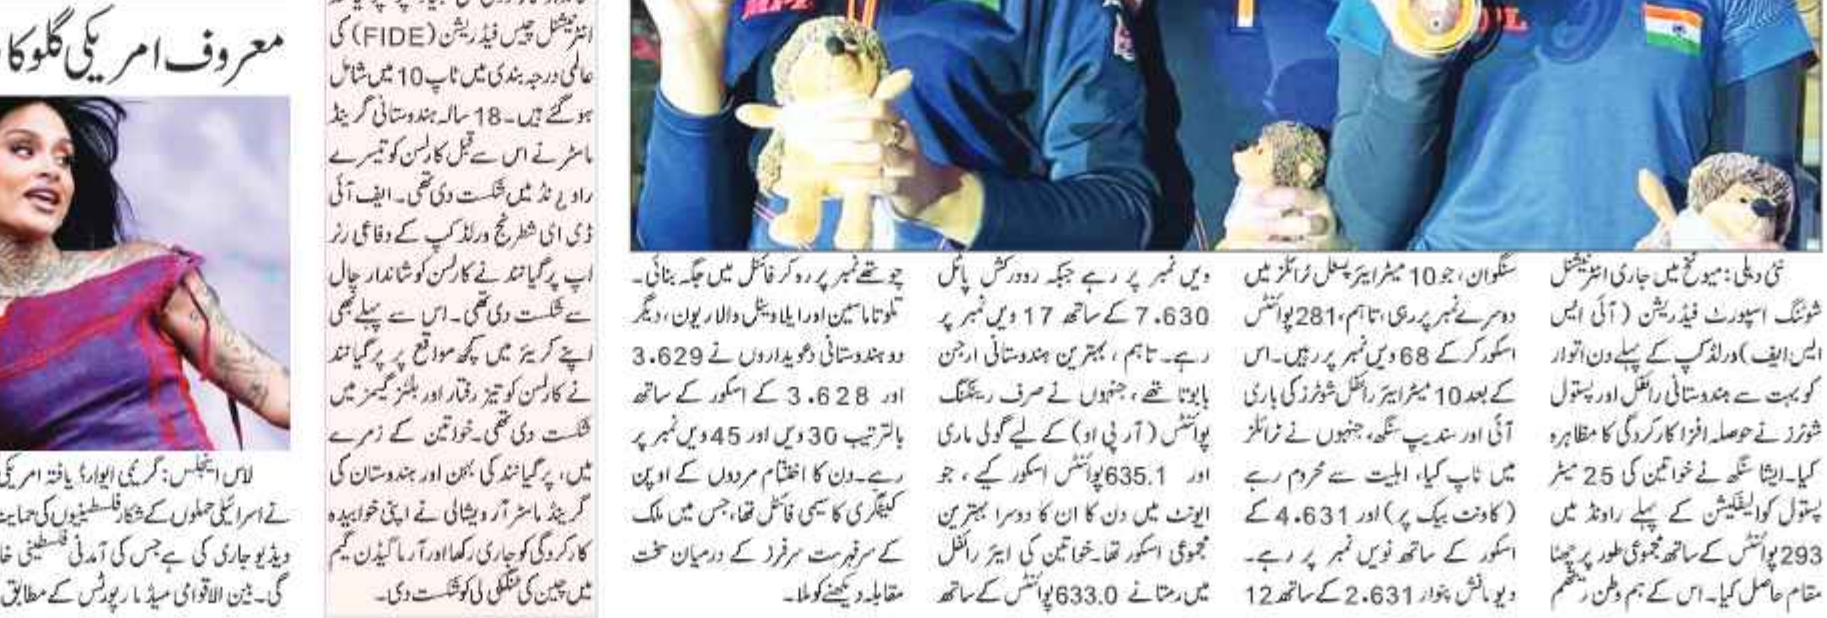 نئی دہلی: میونخ میں جاری انٹرنیشنل
شوٹنگ اسپورٹ فیڈریشن (آئی ایس
ایس ایف) ورلڈ کپ کے پہلے دن اتوار
کو بہت سے ہندوستانی رائفل اور پستول
شوٹرز نے حوصلہ افزا کارکردگی کا مظاہرہ
کیا۔ ایشا سنگھ نے خواتین کی 25 میٹر
پستول کوالیفکیشن کے پہلے راونڈ میں
293 پوائنٹس کے ساتھ مجموعی طور پر چھٹا
مقام حاصل کیا۔ اس کے ہم وطن ریتھم
سنگوان، جو 10 میٹر ایئر پسٹل ٹرائلز میں
دوسرے نمبر پر رہی، تاہم، 281 پوائنٹس
اسکور کرکے 68 ویں نمبر پر رہیں۔ اس
کے بعد 10 میٹر ایئر رائفل شوٹرز کی باری
آئی اور سندیپ سنگھ، جنہوں نے ٹرائلز
میں ٹاپ کیا، اہلیت سے محروم رہے
(کاونٹ بیک پر) اور 4.631 کے
اسکور کے ساتھ نویں نمبر پر رہے۔
دیویانش پنوار 2.631 کے ساتھ 12
ویں نمبر پر رہے جبکہ رودرکش پاٹل
7.630 کے ساتھ 17 ویں نمبر پر
رہے۔ تاہم، بہترین ہندوستانی ارجن
بابوتا تھے، جنہوں نے صرف رینکنگ
پوائنٹس (آر پی او) کے لیے گولی ماری
اور 635.1 پوائنٹس اسکور کیے، جو
ایونٹ میں دن کا ان کا دوسرا بہترین
مجموعی اسکور تھا۔ خواتین کی ایئر رائفل
میں رمتا نے 633.0 پوائنٹس کے ساتھ
چوتھے نمبر پر رہ کر فائنل میں جگہ بنائی۔
تلوتاما سین اور ایلاوینل والاریون، دیگر
دو ہندوستانی دعویداروں نے 3.629
اور 3.628 کے اسکور کے ساتھ
بالترتیب 30 ویں اور 45 ویں نمبر پر
رہے۔ دن کا اختتام مردوں کے اوپن
کیٹگری کا سیمی فائنل تھا، جس میں ملک
کے سرفہرست سرفرز کے درمیان سخت
مقابلہ دیکھنے کو ملا۔
انٹرنیشنل چیس فیڈریشن (FIDE) کی
عالمی درجہ بندی میں ٹاپ 10 میں شامل
ہوگئے ہیں۔ 18 سالہ ہندوستانی گرینڈ
ماسٹر نے اس سے قبل کارلسن کو تیسرے
راؤنڈ میں شکست دی تھی۔ ایف آئی
ڈی ای شطرنج ورلڈ کپ کے دفاعی رنر
اپ پرگیانند نے کارلسن کو شاندار چال
سے شکست دی تھی۔ اس سے پہلے بھی
اپنے کریئر میں کچھ مواقع پر پرگیانند
نے کارلسن کو تیز رفتار اور بلٹز گیمز میں
شکست دی تھی۔ خواتین کے زمرے
میں، پرگیانند کی بہن اور ہندوستان کی
گرینڈ ماسٹر آر ویشالی نے اپنی خوابیدہ
کارکردگی کو جاری رکھا اور آرماگیڈن گیم
میں چین کی ٹنگی لی کو شکست دی۔
معروف امریکی گلوکا
لاس اینجلس: گریمی ایوارڈ یافتہ امریکی
نے اسرائیلی حملوں کے شکار فلسطینیوں کی حمایت
ویڈیو جاری کی ہے جس کی آمدنی فلسطینی خا
گی۔ بین الاقوامی میڈیا رپورٹس کے مطابق